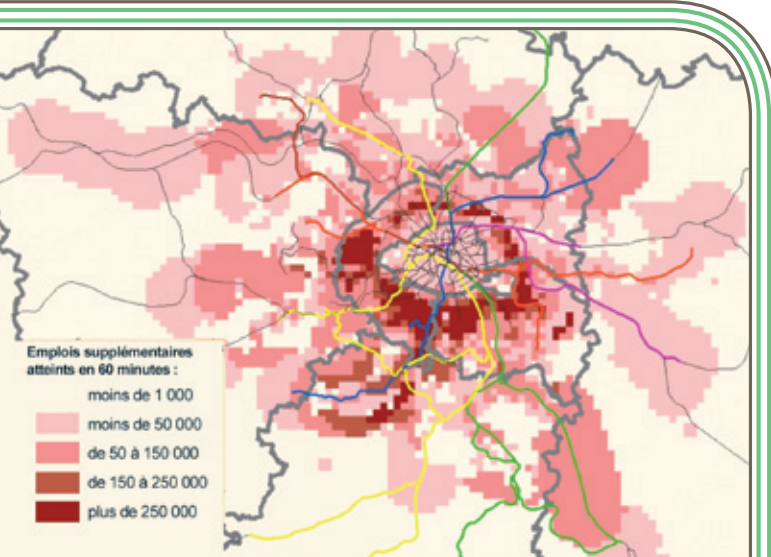 Emplois supplémentaires
atteints en 60 minutes :
moins de 1 000
moins de 50 000
de 50 à 150 000
de 150 à 250 000
plus de 250 000